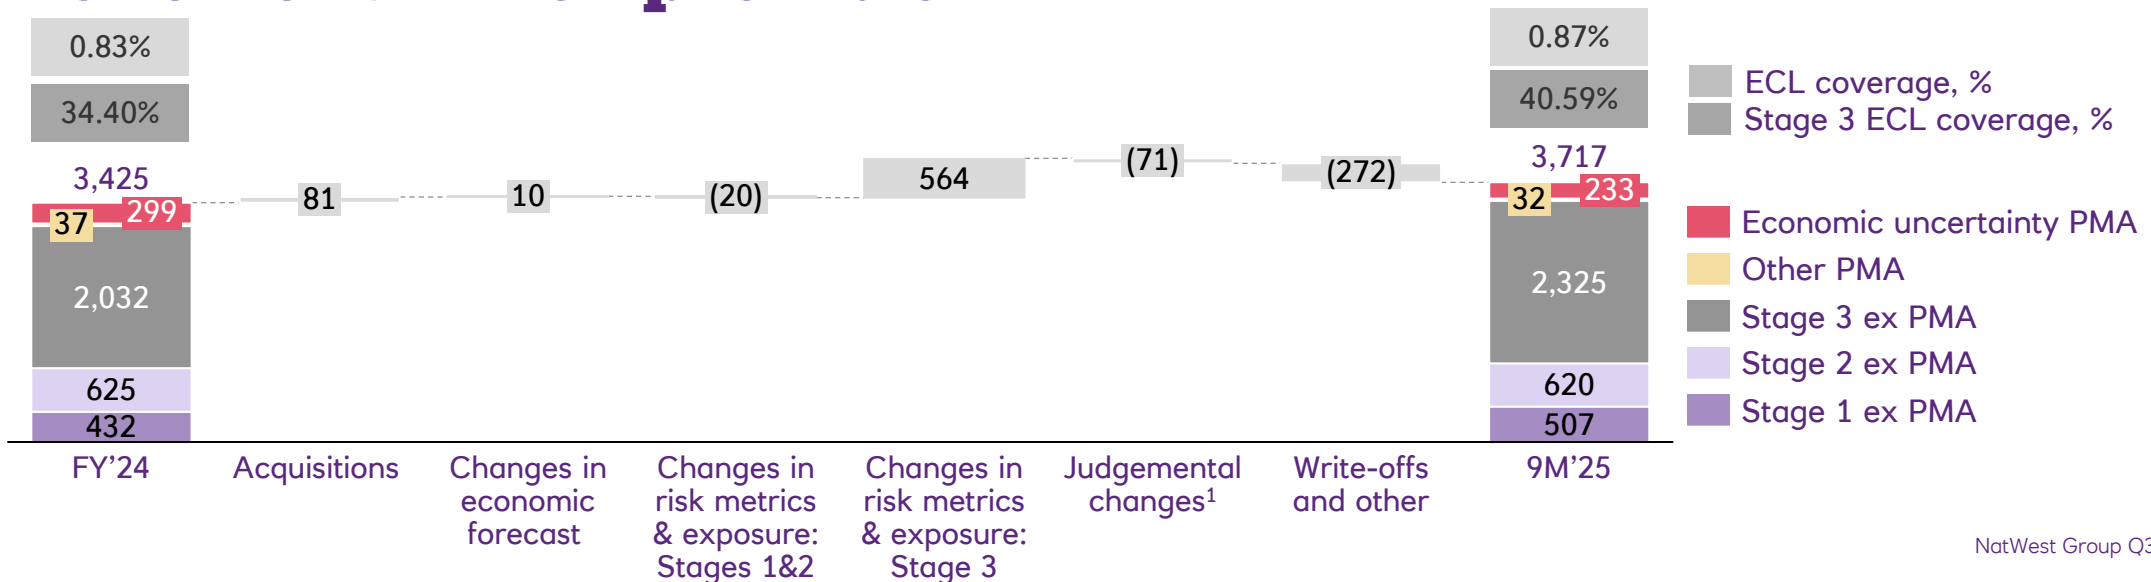 0.83%
34.40%
3,425
299
37
2,032
625
432
81
10
(20)
564
(71)
(272)
0.87%
40.59%
3,717
233
32
2,325
620
507
ECL coverage, %
Stage 3 ECL coverage, %
Economic uncertainty PMA
Other PMA
Stage 3 ex PMA
Stage 2 ex PMA
Stage 1 ex PMA
FY’24
Acquisitions
Changes in
economic
forecast
Changes in
risk metrics
& exposure:
Stages 1&2
Changes in
risk metrics
& exposure:
Stage 3
Judgemental
changes¹
Write-offs
and other
9M’25
NatWest Group Q3